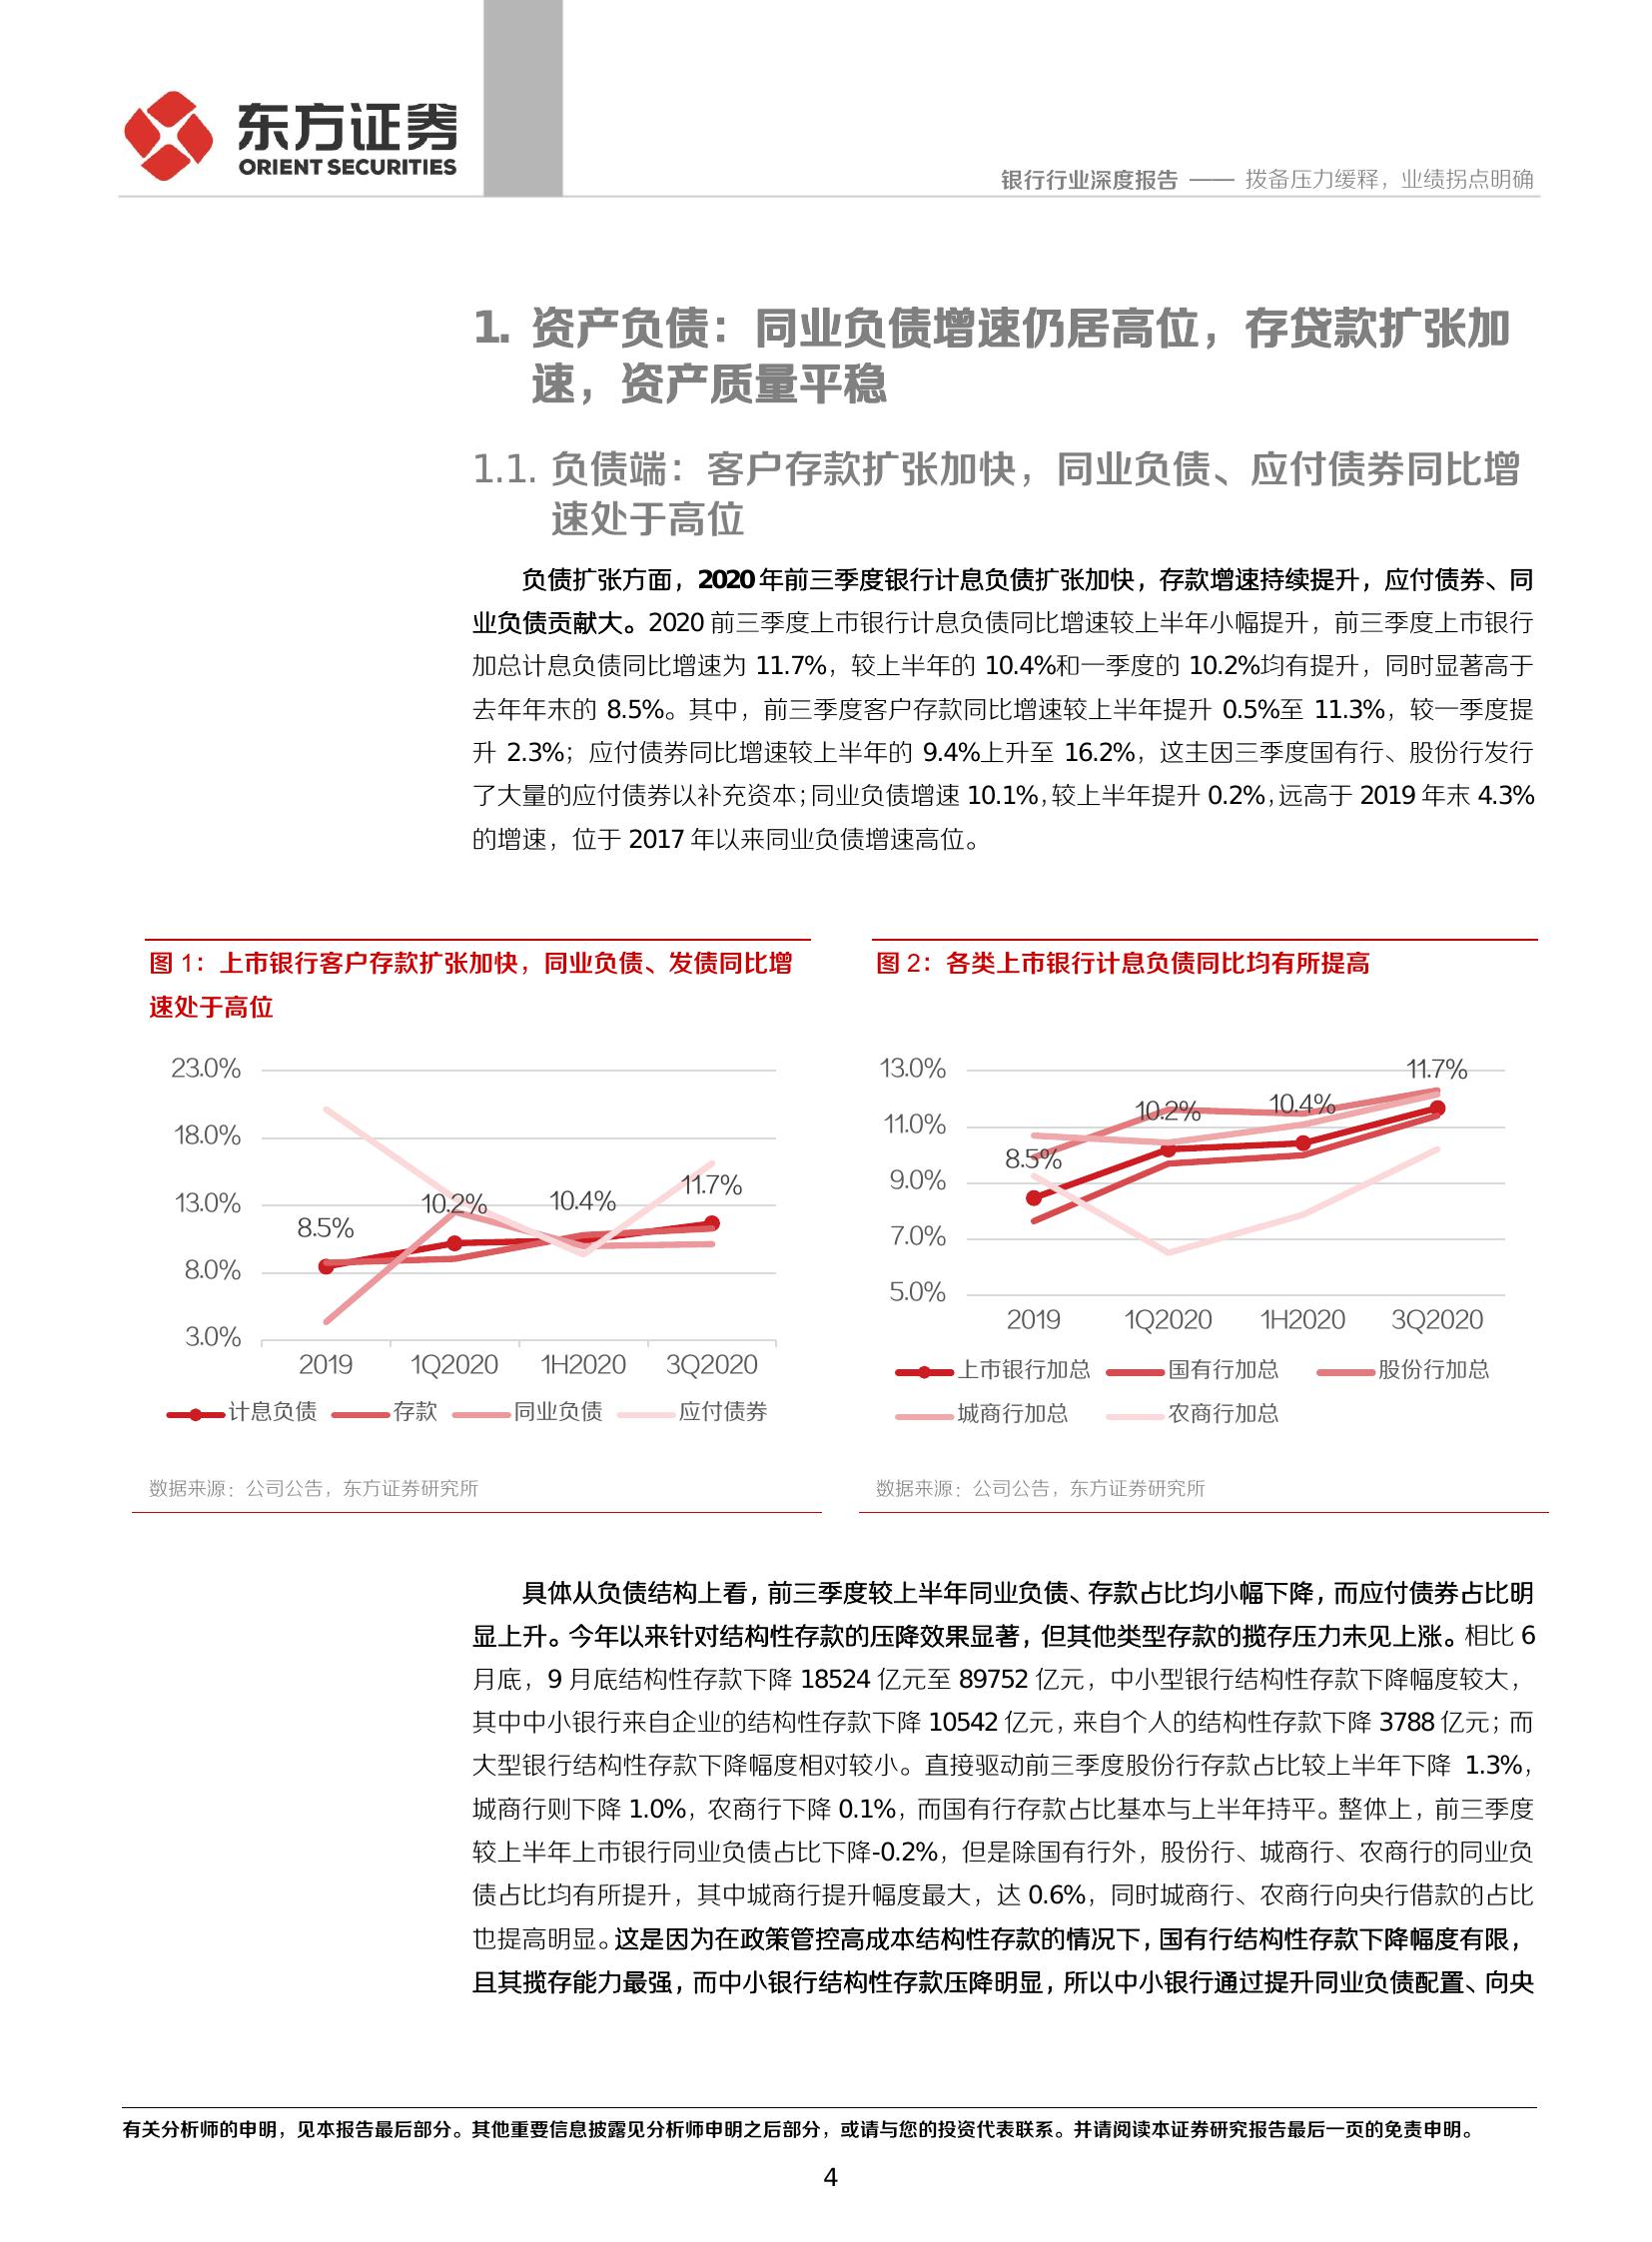 东方证券
ORIENT SECURITIES
银行行业深度报告 —— 拨备压力缓释，业绩拐点明确
1. 资产负债：同业负债增速仍居高位，存贷款扩张加
速，资产质量平稳
1.1. 负债端：客户存款扩张加快，同业负债、应付债券同比增
速处于高位
负债扩张方面，2020年前三季度银行计息负债扩张加快，存款增速持续提升，应付债券、同
业负债贡献大。2020 前三季度上市银行计息负债同比增速较上半年小幅提升，前三季度上市银行
加总计息负债同比增速为 11.7%，较上半年的 10.4%和一季度的 10.2%均有提升，同时显著高于
去年年末的 8.5%。其中，前三季度客户存款同比增速较上半年提升 0.5%至 11.3%，较一季度提
升 2.3%；应付债券同比增速较上半年的 9.4%上升至 16.2%，这主因三季度国有行、股份行发行
了大量的应付债券以补充资本；同业负债增速 10.1%，较上半年提升 0.2%，远高于 2019 年末 4.3%
的增速，位于 2017 年以来同业负债增速高位。
图 1：上市银行客户存款扩张加快，同业负债、发债同比增
速处于高位
23.0%
18.0%
13.0%
8.0%
3.0%
8.5%
10.2%
10.4%
11.7%
2019 1Q2020 1H2020 3Q2020
计息负债 存款 同业负债 应付债券
数据来源：公司公告，东方证券研究所
图 2：各类上市银行计息负债同比均有所提高
13.0%
11.0%
9.0%
7.0%
5.0%
8.5%
10.2%
10.4%
11.7%
2019 1Q2020 1H2020 3Q2020
上市银行加总 国有行加总 股份行加总
城商行加总 农商行加总
数据来源：公司公告，东方证券研究所
具体从负债结构上看，前三季度较上半年同业负债、存款占比均小幅下降，而应付债券占比明
显上升。今年以来针对结构性存款的压降效果显著，但其他类型存款的揽存压力未见上涨。相比 6
月底，9 月底结构性存款下降 18524 亿元至 89752 亿元，中小型银行结构性存款下降幅度较大，
其中中小银行来自企业的结构性存款下降 10542 亿元，来自个人的结构性存款下降 3788 亿元；而
大型银行结构性存款下降幅度相对较小。直接驱动前三季度股份行存款占比较上半年下降 1.3%，
城商行则下降 1.0%，农商行下降 0.1%，而国有行存款占比基本与上半年持平。整体上，前三季度
较上半年上市银行同业负债占比下降-0.2%，但是除国有行外，股份行、城商行、农商行的同业负
债占比均有所提升，其中城商行提升幅度最大，达 0.6%，同时城商行、农商行向央行借款的占比
也提高明显。这是因为在政策管控高成本结构性存款的情况下，国有行结构性存款下降幅度有限，
且其揽存能力最强，而中小银行结构性存款压降明显，所以中小银行通过提升同业负债配置、向央
有关分析师的申明，见本报告最后部分。其他重要信息披露见分析师申明之后部分，或请与您的投资代表联系。并请阅读本证券研究报告最后一页的免责申明。
4